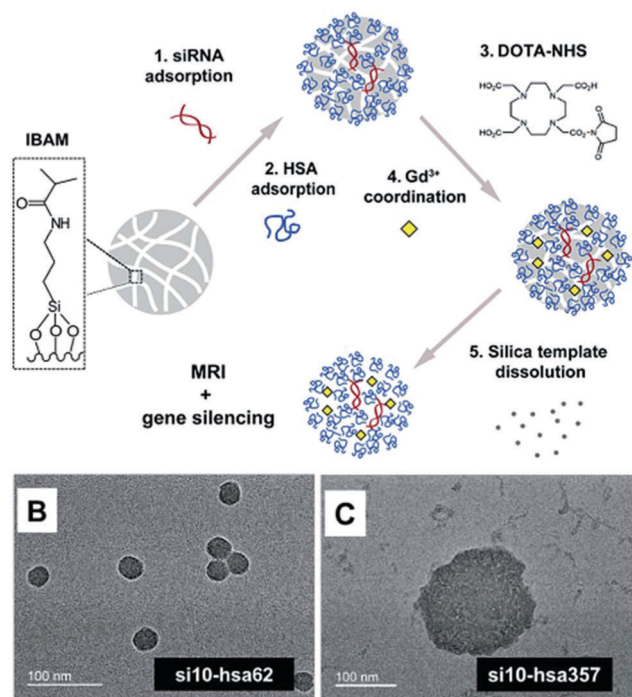 1. siRNA
adsorption
3. DOTA-NHS
HO₂C
CO₂H
N
N
N
N
HO₂C
CO₂-N
O
O
IBAM
O
NH
Si
O
O
O
2. HSA
adsorption
4. Gd³⁺
coordination
MRI
+
gene silencing
5. Silica template
dissolution
B
100 nm
si10-hsa62
C
100 nm
si10-hsa357